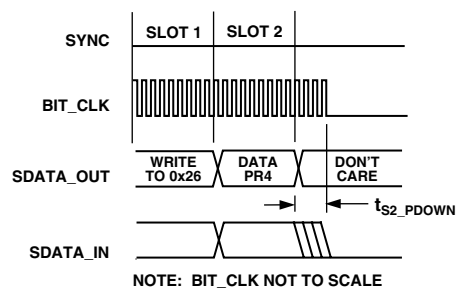 SLOT 1 SLOT 2
SYNC
BIT_CLK
SDATA_OUT
WRITE TO 0x26
DATA PR4
DON'T CARE
tS2_PDOWN
SDATA_IN
NOTE: BIT_CLK NOT TO SCALE